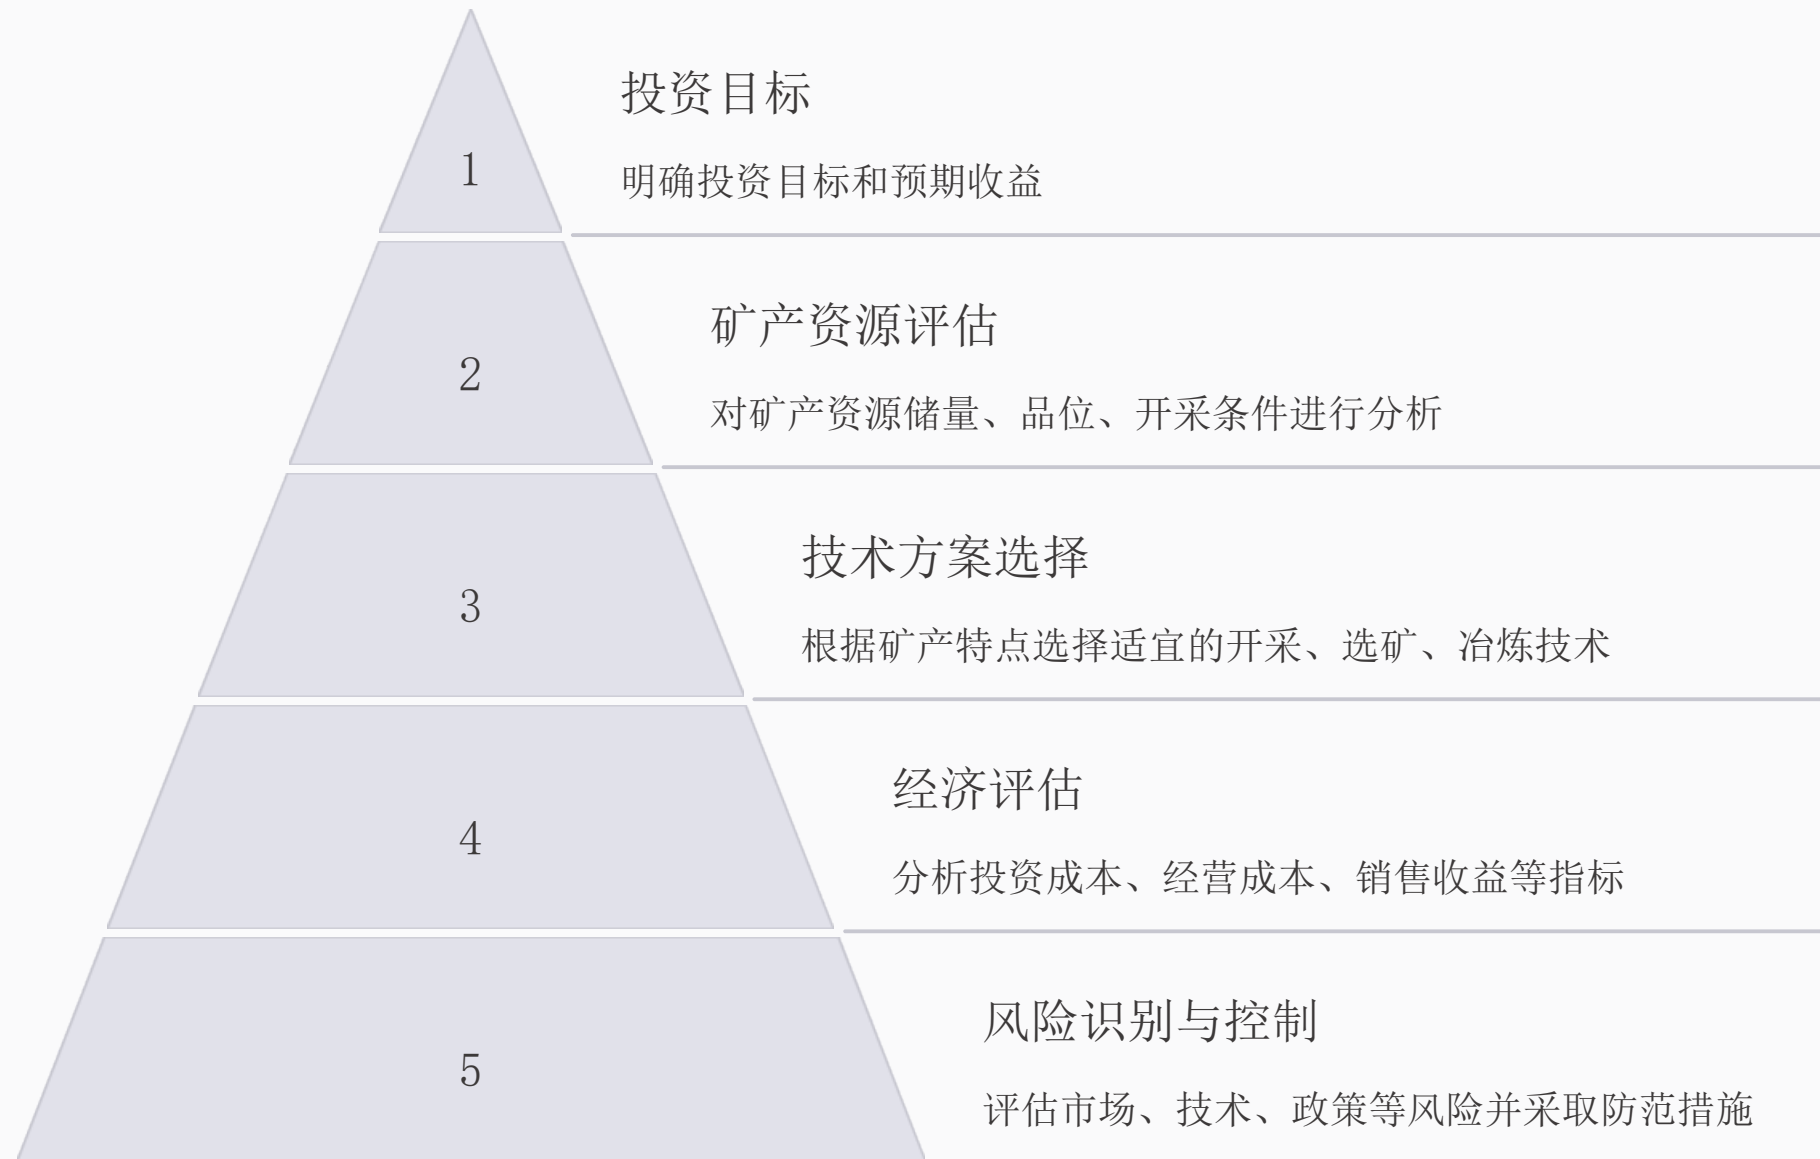 1
投资目标
明确投资目标和预期收益
2
矿产资源评估
对矿产资源储量、品位、开采条件进行分析
3
技术方案选择
根据矿产特点选择适宜的开采、选矿、冶炼技术
4
经济评估
分析投资成本、经营成本、销售收益等指标
5
风险识别与控制
评估市场、技术、政策等风险并采取防范措施